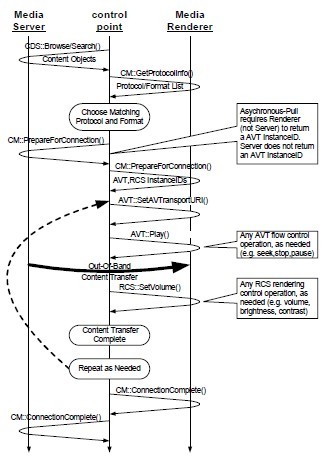 Media
Server
control
point
Media
Renderer
CDS::Browse/Search()
Content Objects
CM::GetProtocolInfo()
Protocol/Format List
Choose Matching
Protocol and Format
Asychronous-Pull
requires Renderer
(not Server) to return
a AVT InstanceID.
Server does not return
an AVT InstanceID
CM::PrepareForConnection()
CM::PrepareForConnection()
AVT,RCS InstanceIDs
AVT::SetAVTransportURI()
AVT::Play()
Any AVT flow control
operation, as needed
(e.g. seek,stop,pause)
Out-Of-Band
Content Transfer
RCS::SetVolume()
Any RCS rendering
control operation, as
needed (e.g. volume,
brightness, contrast)
Content Transfer
Complete
Repeat as Needed
CM::ConnectionComplete()
CM::ConnectionComplete()